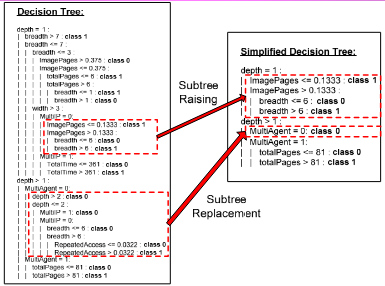 Decision Tree:
depth = 1 :
| breadth > 7 : class 1
| breadth <= 7 :
| | breadth <= 3 :
| | | ImagePages > 0.375 : class 0
| | | ImagePages <= 0.375 :
| | | | totalPages <= 6 : class 1
| | | | totalPages > 6 :
| | | | | breadth <= 1 : class 1
| | | | | breadth > 1 : class 0
| | width > 3 :
| | | MultiIP = 0:
| | | | ImagePages <= 0.1333 : class 1
| | | | ImagePages > 0.1333 :
| | | | breadth <= 6 : class 0
| | | | breadth > 6 : class 1
| | | MultiIP = 1:
| | | | TotalTime <= 361 : class 0
| | | | TotalTime > 361 : class 1
depth > 1 :
| MultiAgent = 0:
| | depth > 2 : class 0
| | depth <= 2 :
| | | MultiIP = 1: class 0
| | | MultiIP = 0:
| | | | breadth <= 6 : class 0
| | | | breadth > 6 :
| | | | | RepeatedAccess <= 0.0322 : class 0
| | | | | RepeatedAccess > 0.0322 : class 1
| MultiAgent = 1:
| | totalPages <= 81 : class 0
| | totalPages > 81 : class 1
Subtree
Raising
Subtree
Replacement
Simplified Decision Tree:
depth = 1 :
| ImagePages <= 0.1333 : class 1
| ImagePages > 0.1333 :
| | breadth <= 6 : class 0
| | breadth > 6 : class 1
depth > 1 :
| MultiAgent = 0: class 0
| MultiAgent = 1:
| | totalPages <= 81 : class 0
| | totalPages > 81 : class 1